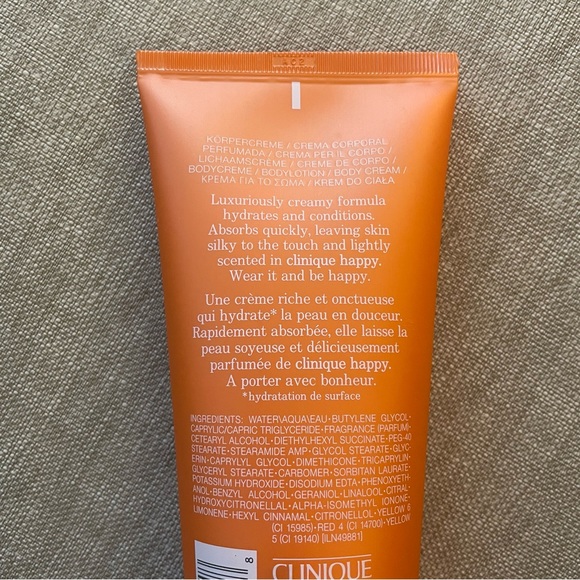 KÖRPERCREME / CREMA CORPORAL
PERFUMADA / CREMA PER IL CORPO /
LICHAAMSCRÈME / CREME DE CORPO /
BODYCREME / BODYLOTION / BODY CREAM /
ΚΡΕΜΑ ΓΙΑ ΤΟ ΣΩΜΑ / KREM DO CIAŁA
Luxuriously creamy formula
hydrates and conditions.
Absorbs quickly, leaving skin
silky to the touch and lightly
scented in clinique happy.
Wear it and be happy.
Une crème riche et onctueuse
qui hydrate* la peau en douceur.
Rapidement absorbée, elle laisse la
peau soyeuse et délicieusement
parfumée de clinique happy.
A porter avec bonheur.
*hydratation de surface
INGREDIENTS: WATER\AQUA\EAU•BUTYLENE GLYCOL•
CAPRYLIC/CAPRIC TRIGLYCERIDE•FRAGRANCE (PARFUM)•
CETEARYL ALCOHOL•DIETHYLHEXYL SUCCINATE•PEG-40
STEARATE•STEARAMIDE AMP•GLYCOL STEARATE•GLYC-
ERIN•CAPRYLYL GLYCOL•DIMETHICONE•TRICAPRYLIN•
GLYCERYL STEARATE•CARBOMER•SORBITAN LAURATE•
POTASSIUM HYDROXIDE•DISODIUM EDTA•PHENOXYETH-
ANOL•BENZYL ALCOHOL•GERANIOL•LINALOOL•CITRAL•
HYDROXYCITRONELLAL•ALPHA-ISOMETHYL IONONE•
LIMONENE•HEXYL CINNAMAL•CITRONELLOL•YELLOW 6
(CI 15985)•RED 4 (CI 14700)•YELLOW
5 (CI 19140) [ILN49881]
8
CLINIQUE